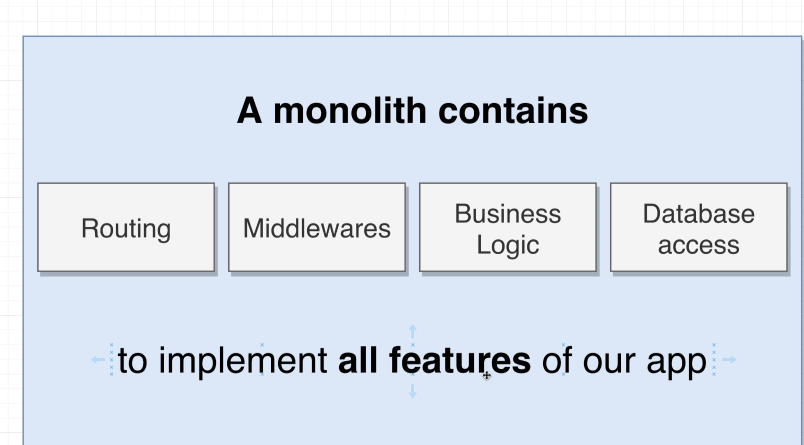 A monolith contains
Routing
Middlewares
Business
Logic
Database
access
to implement all features of our app